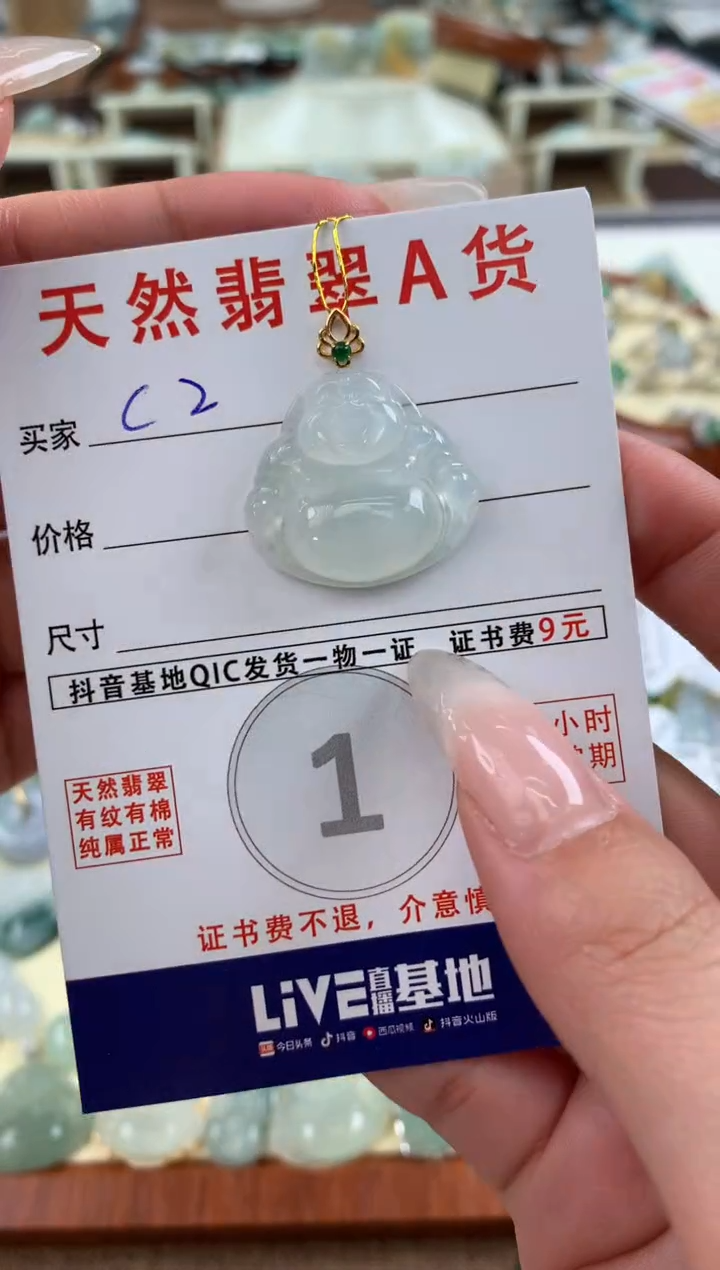 天然翡翠A货
买家 C2
价格
尺寸
抖音基地QIC发货一物一证 证书费9元
小时
期
1
天然翡翠
有纹有棉
纯属正常
证书费不退，介意慎
LiVE直播基地
头条 今日头条 抖音 西瓜视频 抖音火山版